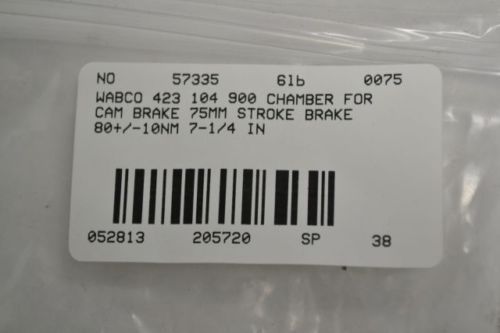 NO 57335 6lb 0075
WABCO 423 104 900 CHAMBER FOR
CAM BRAKE 75MM STROKE BRAKE
80+/-10NM 7-1/4 IN
052813 205720 SP 38